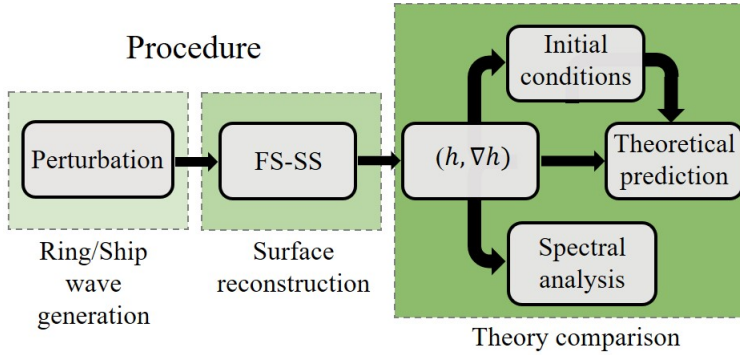 Procedure
Perturbation
Ring/Ship
wave
generation
FS-SS
Surface
reconstruction
(h, ∇h)
Initial
conditions
Theoretical
prediction
Spectral
analysis
Theory comparison